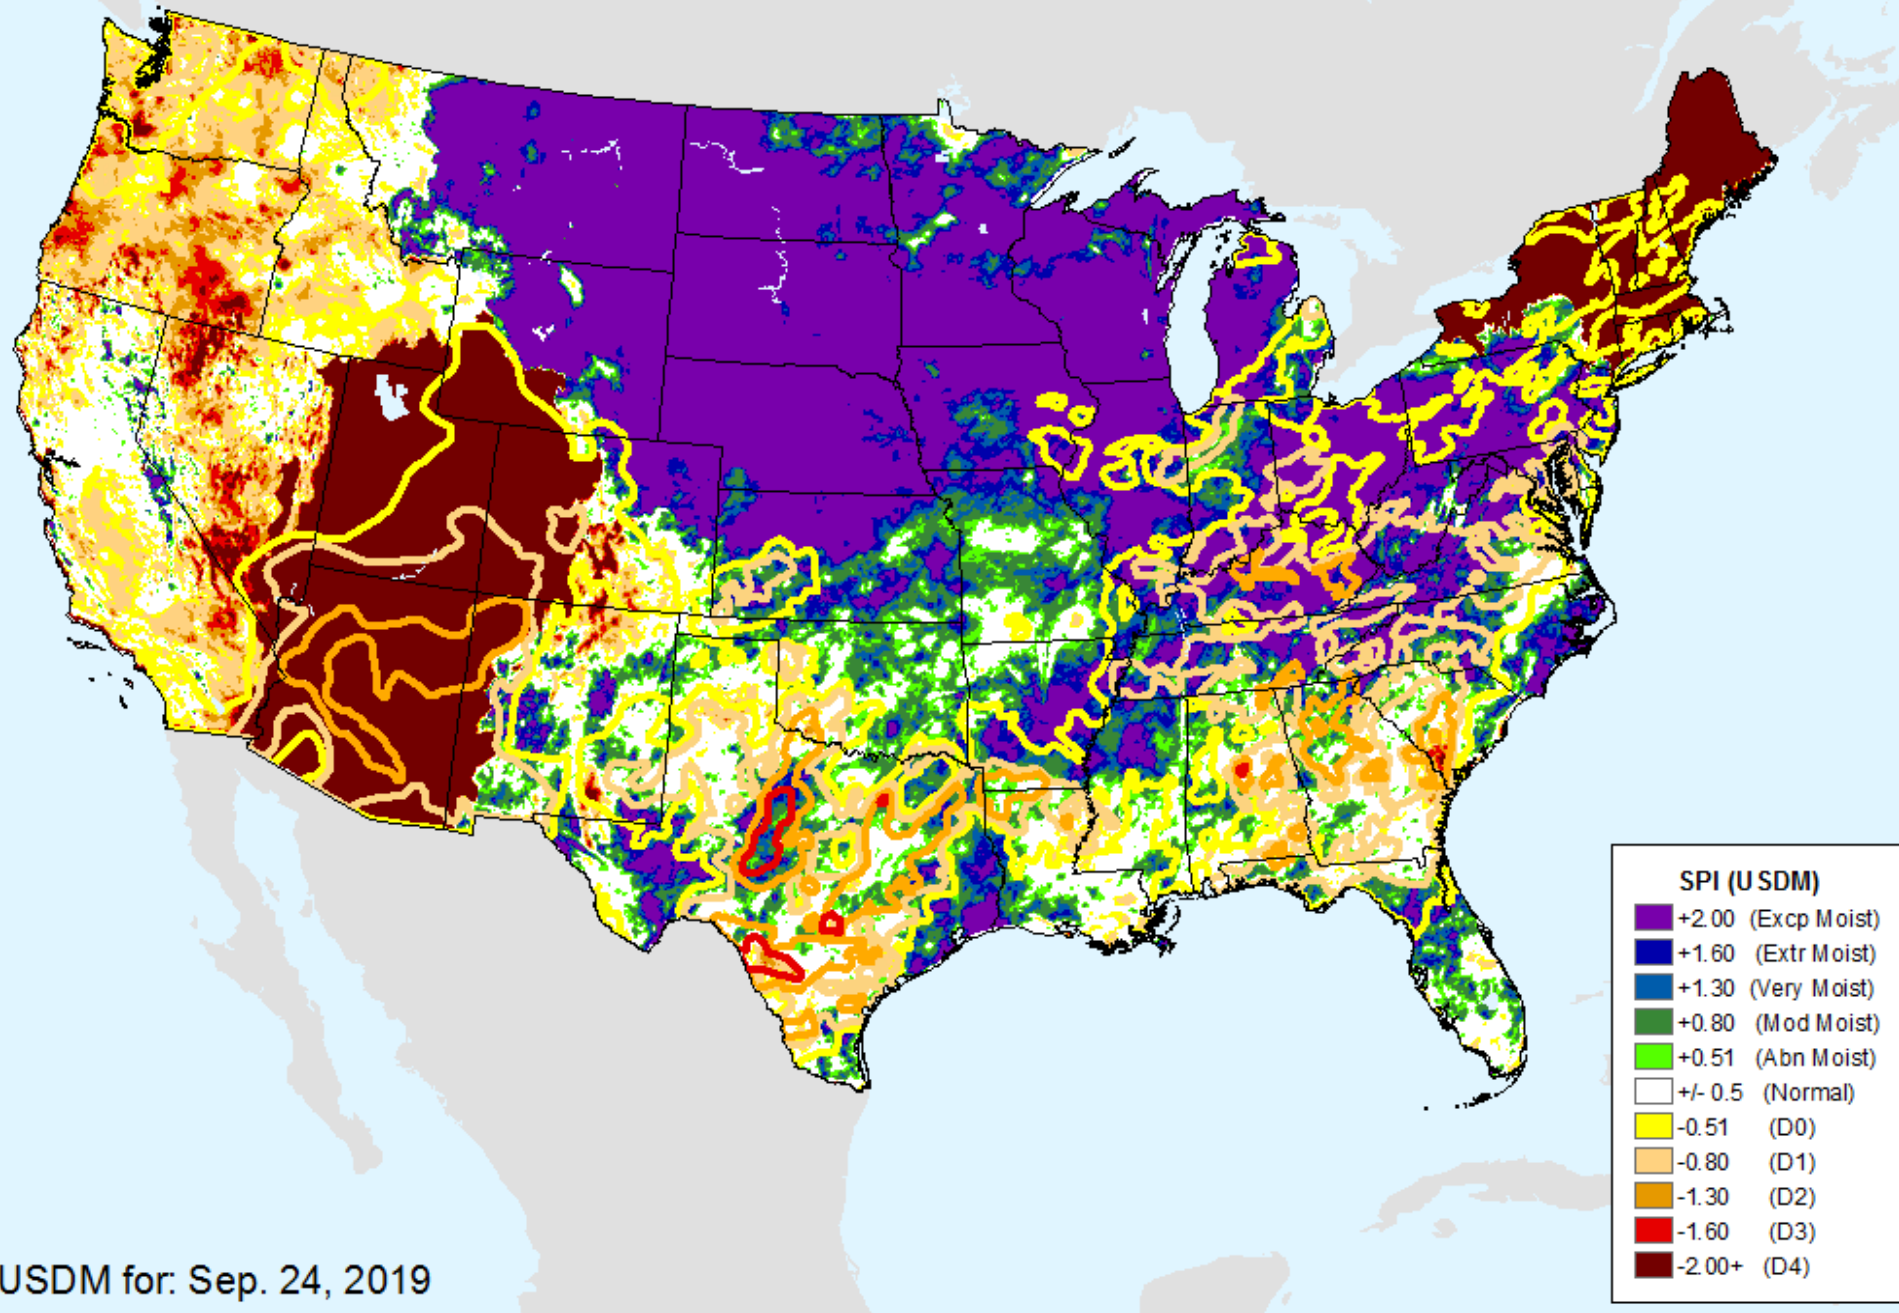 SPI (USDM)
+2.00 (Excp Moist)
+1.60 (Extr Moist)
+1.30 (Very Moist)
+0.80 (Mod Moist)
+0.51 (Abn Moist)
+/- 0.5 (Normal)
-0.51 (D0)
-0.80 (D1)
-1.30 (D2)
-1.60 (D3)
-2.00+ (D4)
USDM for: Sep. 24, 2019